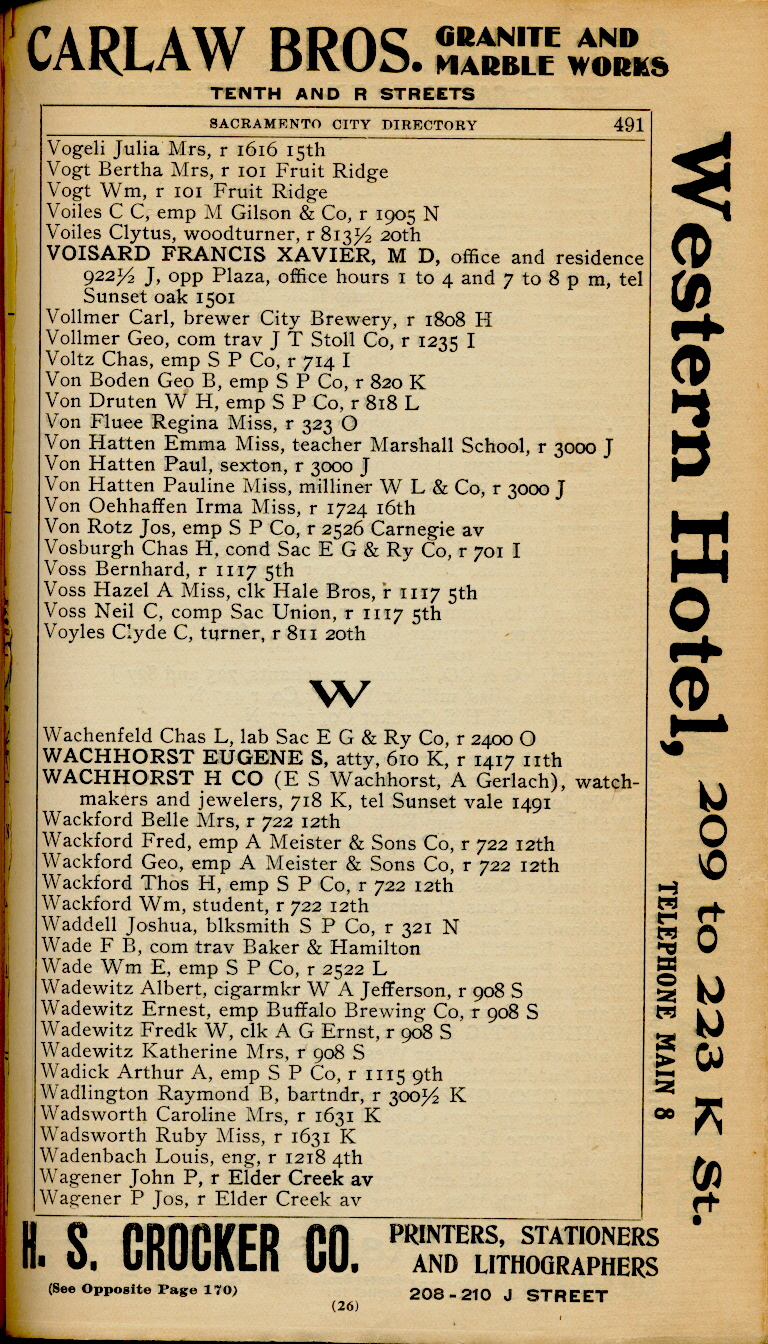 CARLAW BROS. GRANITE AND MARBLE WORKS
TENTH AND R STREETS
SACRAMENTO CITY DIRECTORY 491
Vogeli Julia Mrs, r 1616 15th
Vogt Bertha Mrs, r 101 Fruit Ridge
Vogt Wm, r 101 Fruit Ridge
Voiles C C, emp M Gilson & Co, r 1905 N
Voiles Clytus, woodturner, r 813½ 20th
VOISARD FRANCIS XAVIER, M D, office and residence
922½ J, opp Plaza, office hours 1 to 4 and 7 to 8 p m, tel
Sunset oak 1501
Vollmer Carl, brewer City Brewery, r 1808 H
Vollmer Geo, com trav J T Stoll Co, r 1235 I
Voltz Chas, emp S P Co, r 714 I
Von Boden Geo B, emp S P Co, r 820 K
Von Druten W H, emp S P Co, r 818 L
Von Fluee Regina Miss, r 323 O
Von Hatten Emma Miss, teacher Marshall School, r 3000 J
Von Hatten Paul, sexton, r 3000 J
Von Hatten Pauline Miss, milliner W L & Co, r 3000 J
Von Oehhaffen Irma Miss, r 1724 16th
Von Rotz Jos, emp S P Co, r 2526 Carnegie av
Vosburgh Chas H, cond Sac E G & Ry Co, r 701 I
Voss Bernhard, r 1117 5th
Voss Hazel A Miss, clk Hale Bros, r 1117 5th
Voss Neil C, comp Sac Union, r 1117 5th
Voyles Clyde C, turner, r 811 20th
W
Wachenfeld Chas L, lab Sac E G & Ry Co, r 2400 O
WACHHORST EUGENE S, atty, 610 K, r 1417 11th
WACHHORST H CO (E S Wachhorst, A Gerlach), watch-
makers and jewelers, 718 K, tel Sunset vale 1491
Wackford Belle Mrs, r 722 12th
Wackford Fred, emp A Meister & Sons Co, r 722 12th
Wackford Geo, emp A Meister & Sons Co, r 722 12th
Wackford Thos H, emp S P Co, r 722 12th
Wackford Wm, student, r 722 12th
Waddell Joshua, blksmith S P Co, r 321 N
Wade F B, com trav Baker & Hamilton
Wade Wm E, emp S P Co, r 2522 L
Wadewitz Albert, cigarmkr W A Jefferson, r 908 S
Wadewitz Ernest, emp Buffalo Brewing Co, r 908 S
Wadewitz Fredk W, clk A G Ernst, r 908 S
Wadewitz Katherine Mrs, r 908 S
Wadick Arthur A, emp S P Co, r 1115 9th
Wadlington Raymond B, bartndr, r 300½ K
Wadsworth Caroline Mrs, r 1631 K
Wadsworth Ruby Miss, r 1631 K
Wadenbach Louis, eng, r 1218 4th
Wagener John P, r Elder Creek av
Wagener P Jos, r Elder Creek av
Western Hotel, 209 to 223 K St.
TELEPHONE MAIN 8
H. S. CROCKER CO. PRINTERS, STATIONERS
AND LITHOGRAPHERS
(See Opposite Page 170) 208-210 J STREET
(26)